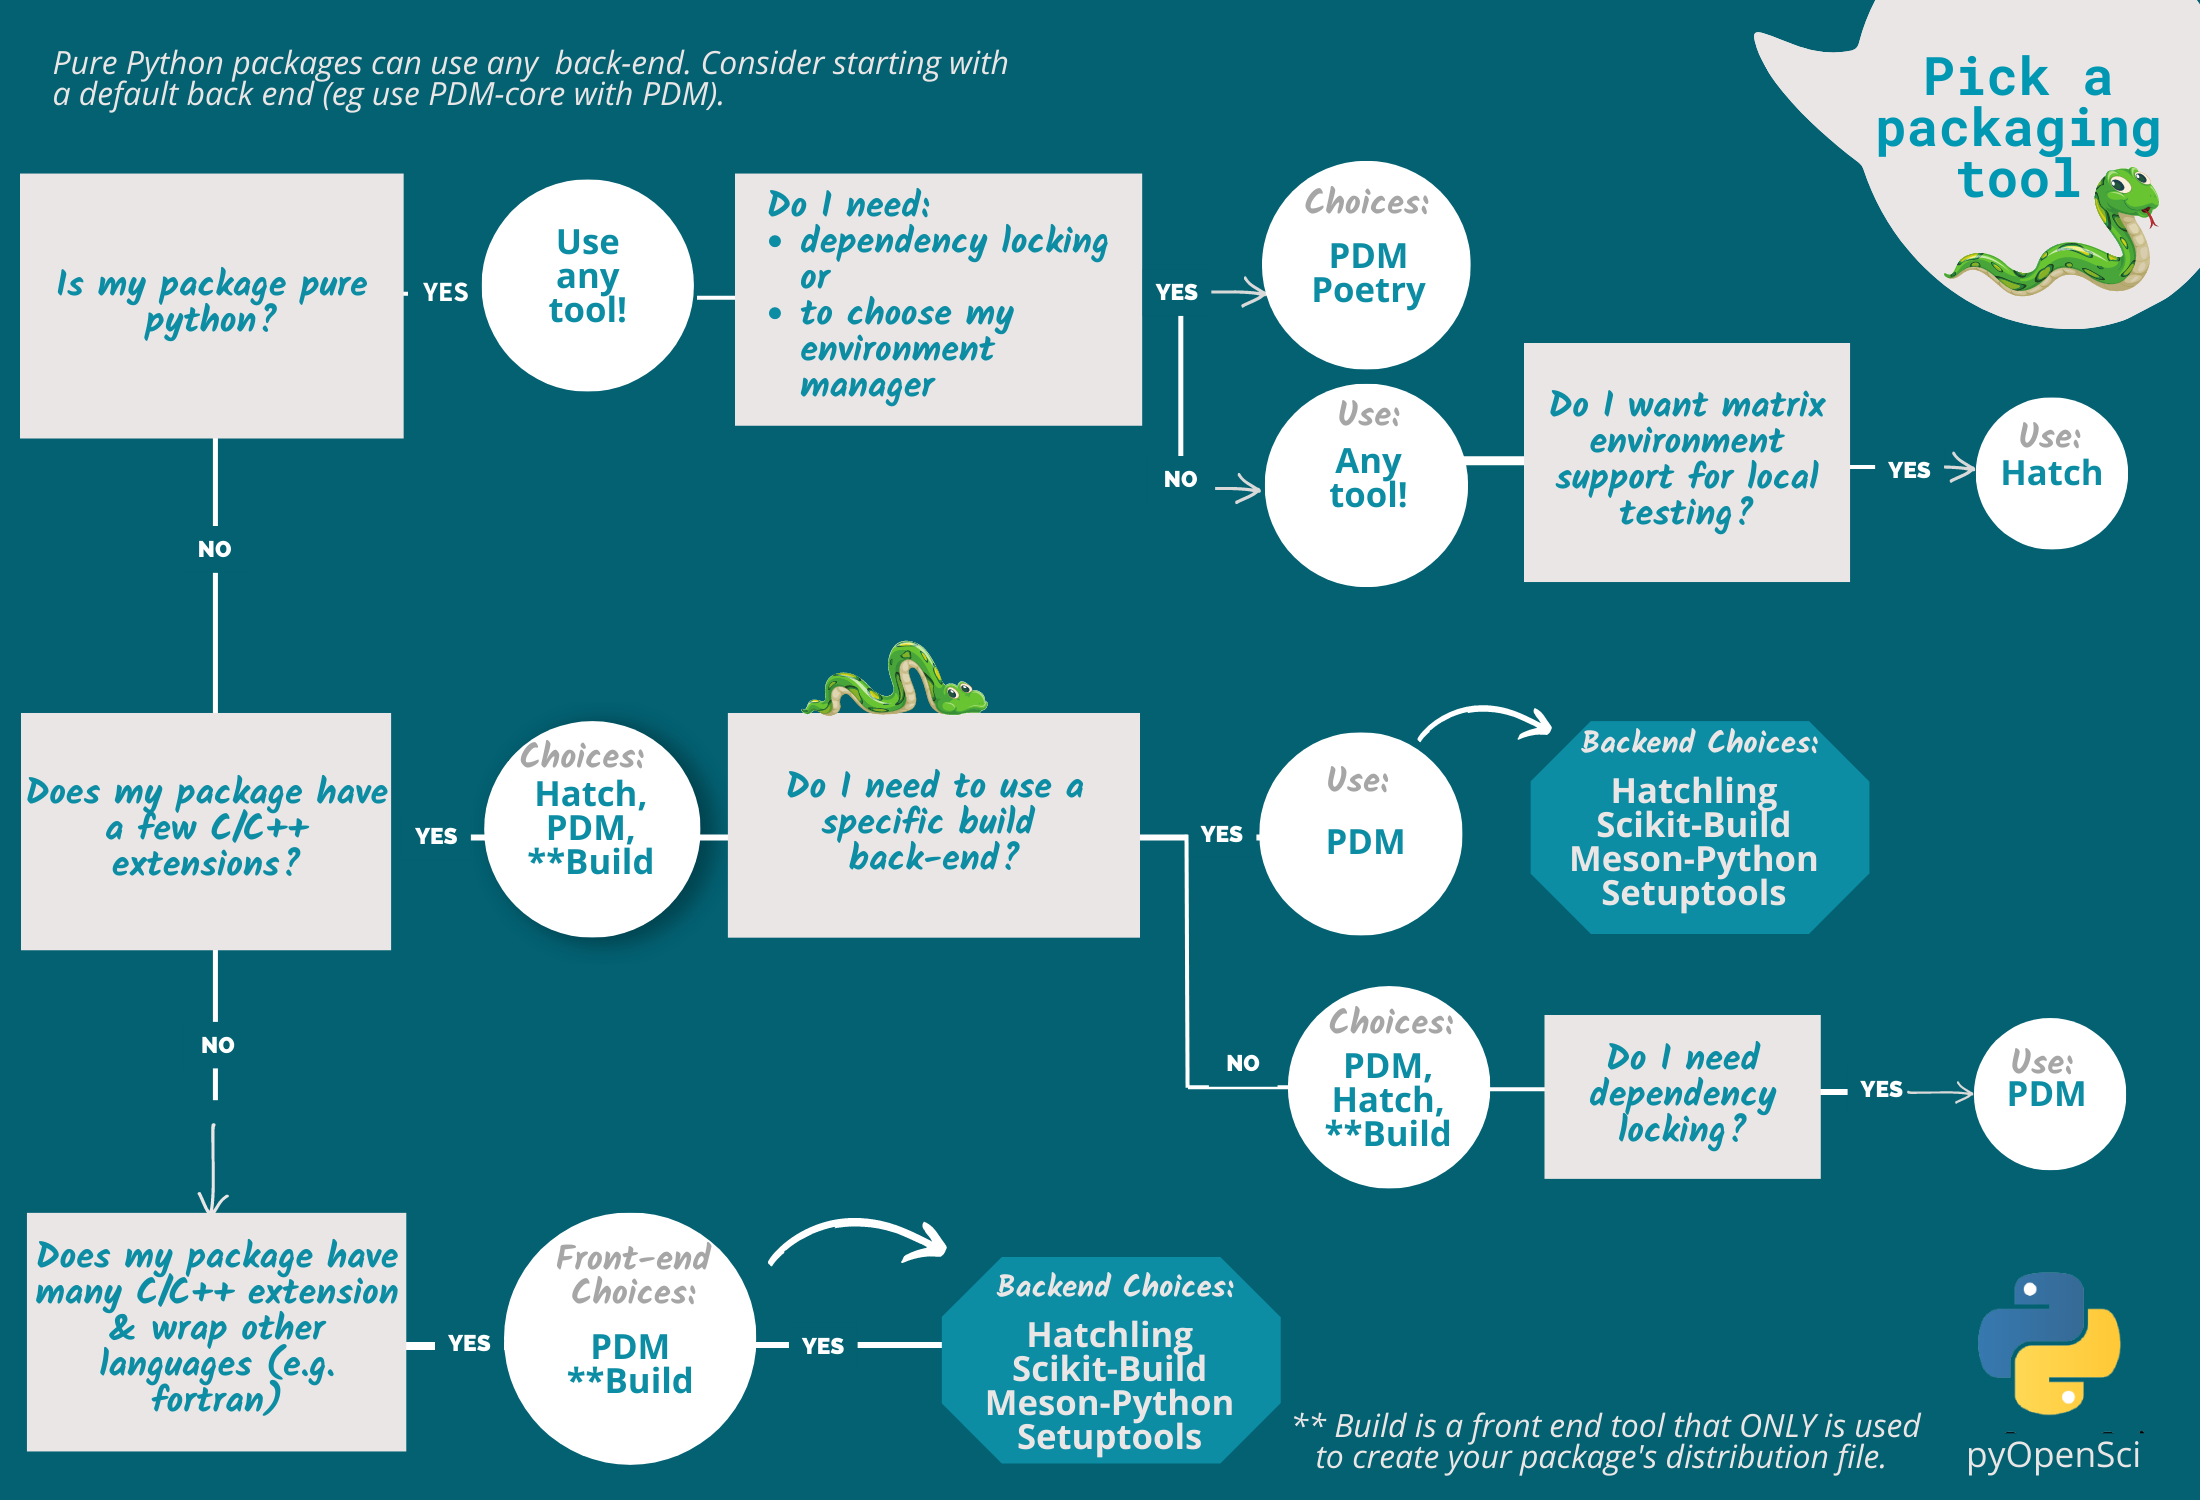 Pure Python packages can use any back-end. Consider starting with
a default back end (eg use PDM-core with PDM).
Pick a
packaging
tool
Is my package pure
python?
YES
Use
any
tool!
Do I need:
• dependency locking
or
• to choose my
environment
manager
YES
Choices:
PDM
Poetry
NO
Use:
Any
tool!
Do I want matrix
environment
support for local
testing?
YES
Use:
Hatch
NO
Does my package have
a few C/C++
extensions?
YES
Choices:
Hatch,
PDM,
**Build
Do I need to use a
specific build
back-end?
YES
Use:
PDM
Backend Choices:
Hatchling
Scikit-Build
Meson-Python
Setuptools
NO
Choices:
PDM,
Hatch,
**Build
Do I need
dependency
locking?
YES
Use:
PDM
NO
Does my package have
many C/C++ extension
& wrap other
languages (e.g.
fortran)
YES
Front-end
Choices:
PDM
**Build
YES
Backend Choices:
Hatchling
Scikit-Build
Meson-Python
Setuptools
** Build is a front end tool that ONLY is used
to create your package's distribution file.
pyOpenSci